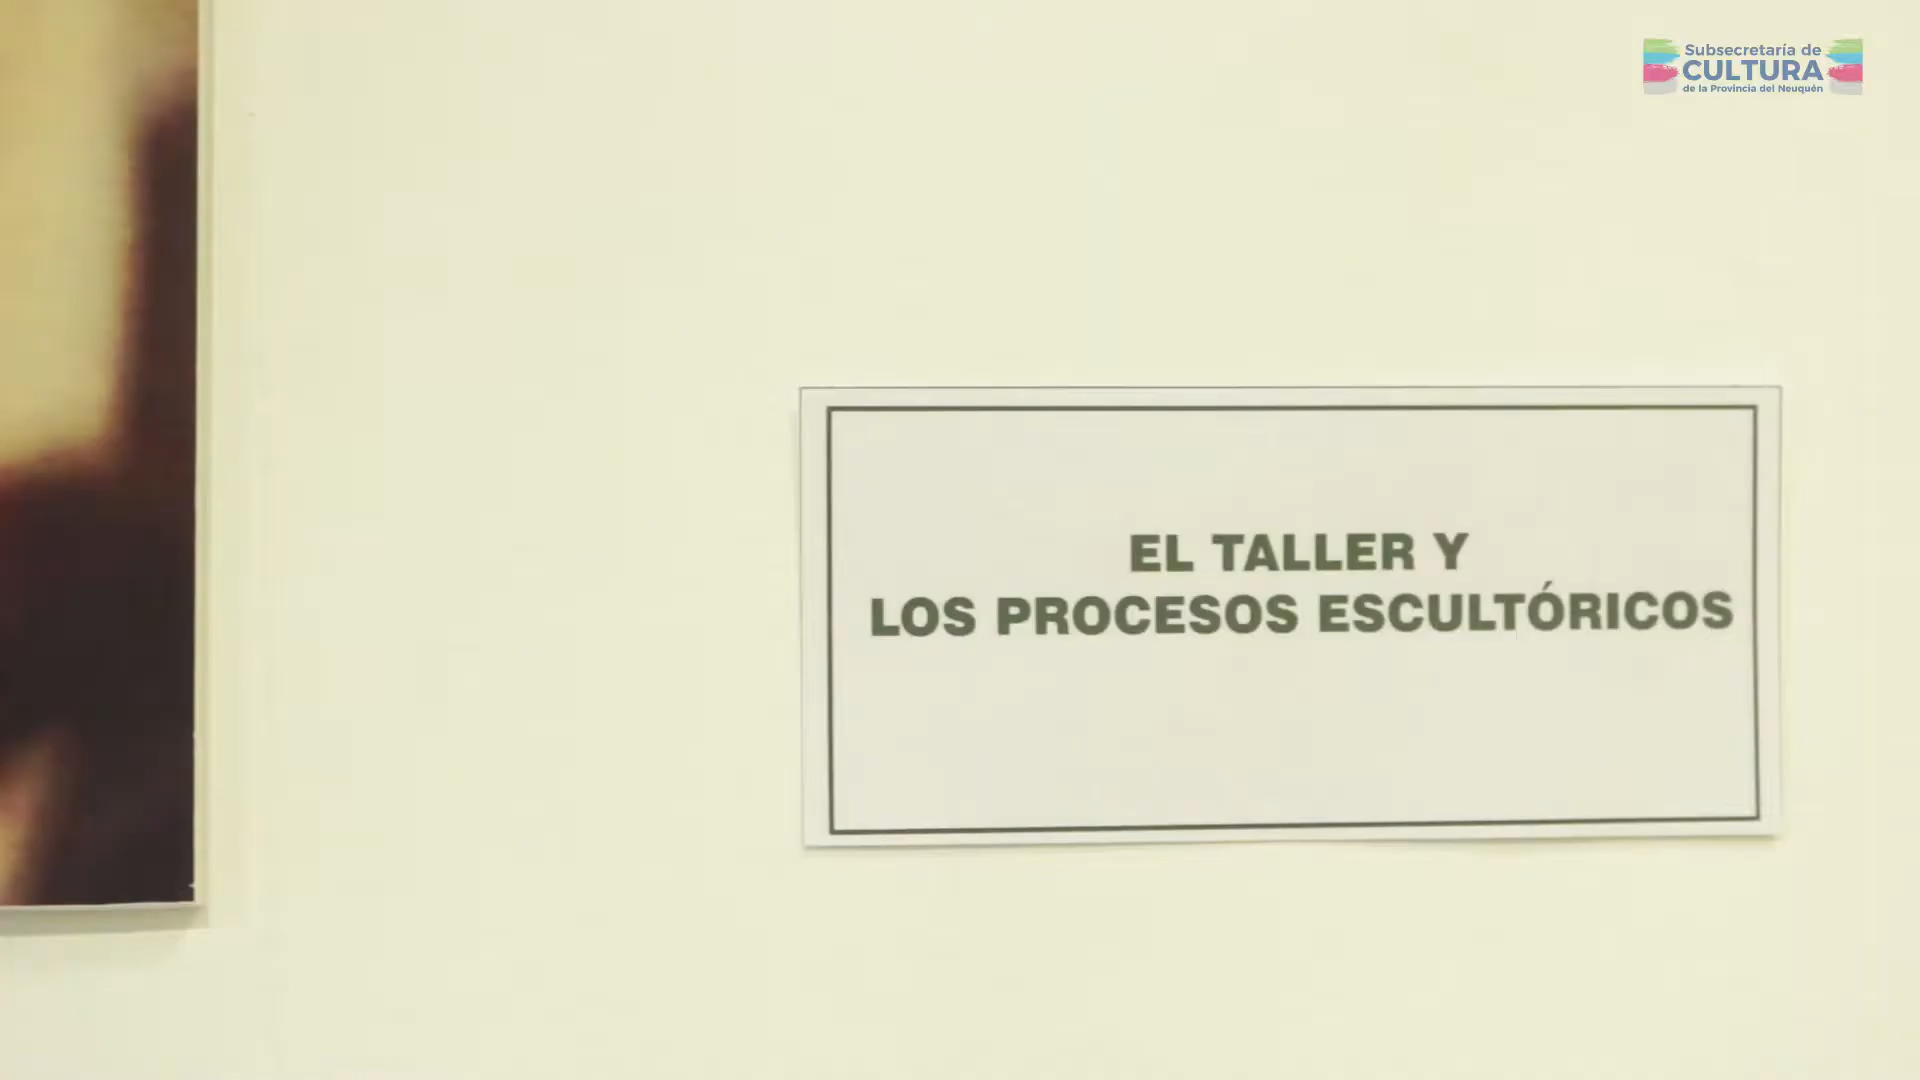 Subsecretaría de
CULTURA
de la Provincia del Neuquén
EL TALLER Y
LOS PROCESOS ESCULTÓRICOS